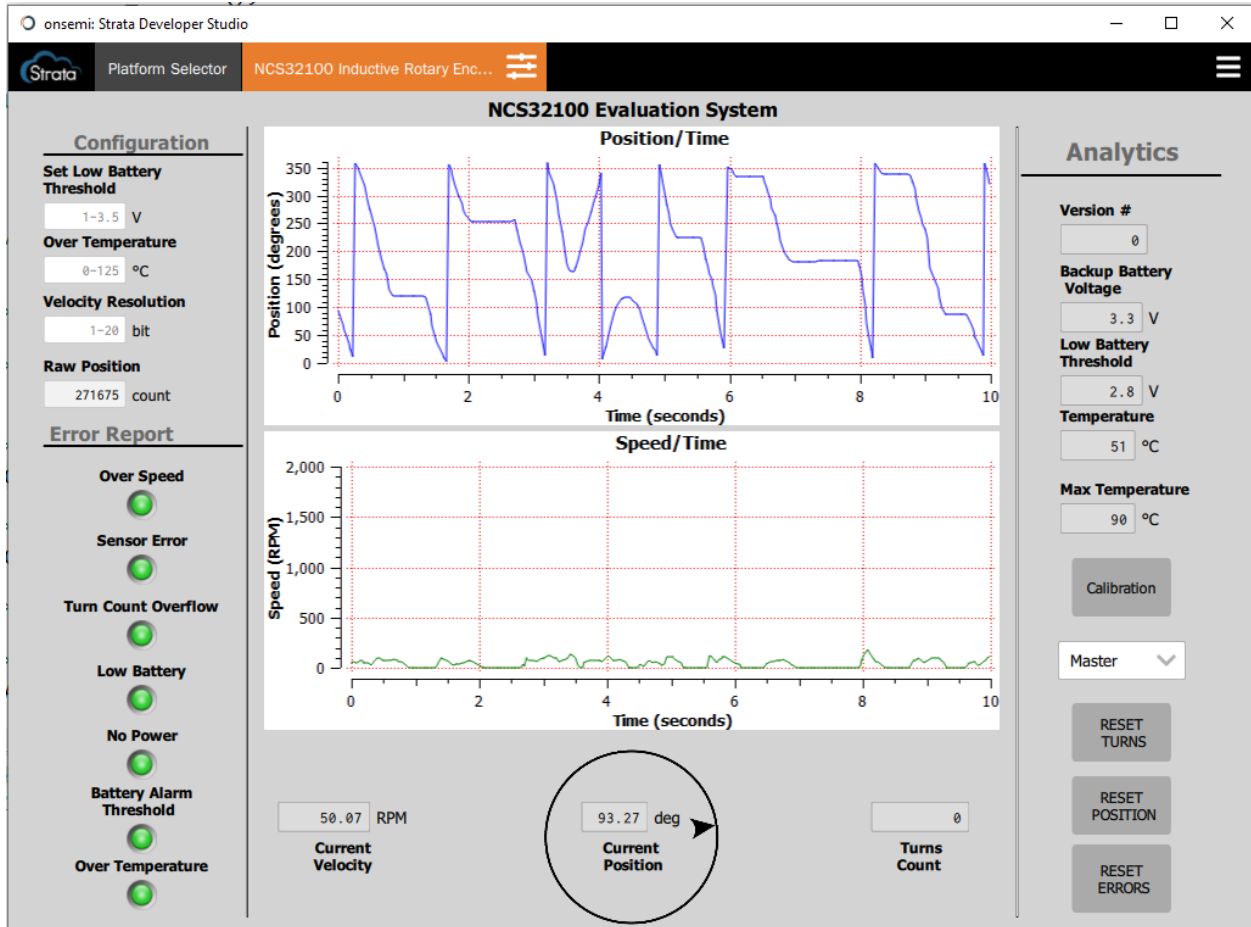 onsemi: Strata Developer Studio
Strata
Platform Selector
NCS32100 Inductive Rotary Enc...
NCS32100 Evaluation System
Configuration
Set Low Battery
Threshold
1-3.5 V
Over Temperature
0-125 °C
Velocity Resolution
1-20 bit
Raw Position
271675 count
Error Report
Over Speed
Sensor Error
Turn Count Overflow
Low Battery
No Power
Battery Alarm
Threshold
Over Temperature
Position/Time
Position (degrees)
350
300
250
200
150
100
50
0
0 2 4 6 8 10
Time (seconds)
Speed/Time
Speed (RPM)
2,000
1,500
1,000
500
0
0 2 4 6 8 10
Time (seconds)
50.07 RPM
Current
Velocity
93.27 deg
Current
Position
0
Turns
Count
Analytics
Version #
0
Backup Battery
Voltage
3.3 V
Low Battery
Threshold
2.8 V
Temperature
51 °C
Max Temperature
90 °C
Calibration
Master
RESET
TURNS
RESET
POSITION
RESET
ERRORS